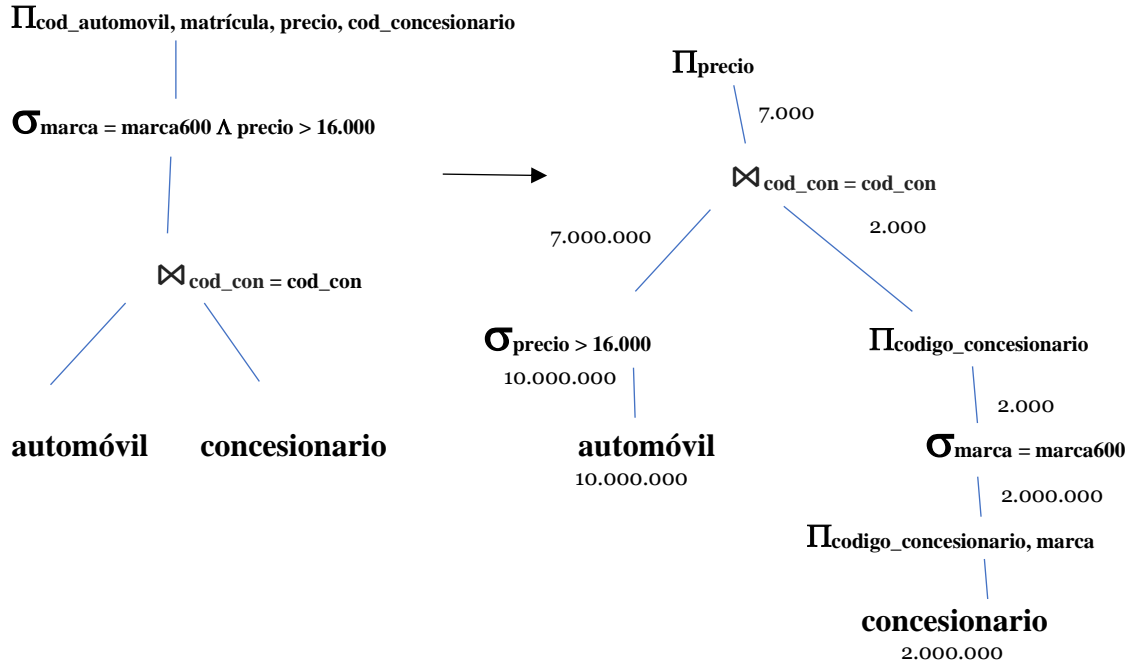 Πcod_automovil, matrícula, precio, cod_concesionario
σmarca = marca600 Λ precio > 16.000
⋈ cod_con = cod_con
automóvil concesionario
Πprecio
7.000
⋈ cod_con = cod_con
7.000.000
2.000
σprecio > 16.000
10.000.000
automóvil
10.000.000
Πcodigo_concesionario
2.000
σmarca = marca600
2.000.000
Πcodigo_concesionario, marca
concesionario
2.000.000